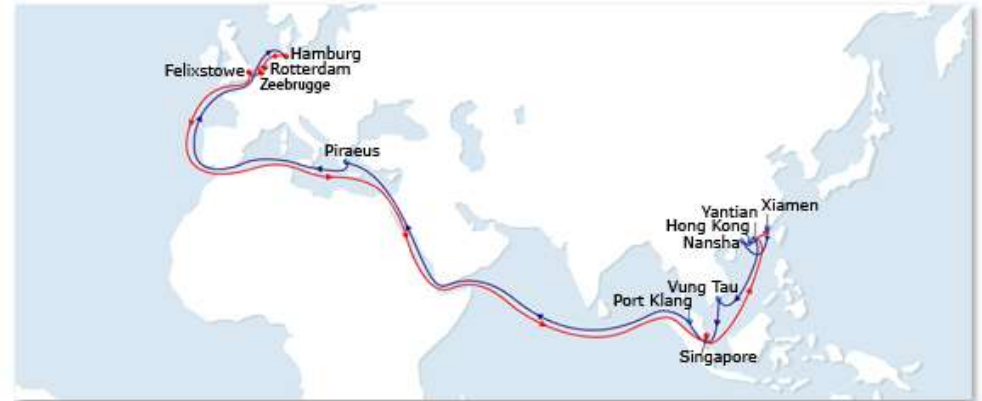 Hamburg
Felixstowe
Rotterdam
Zeebrugge
Piraeus
Xiamen
Yantian
Hong Kong
Nansha
Vung Tau
Port Klang
Singapore